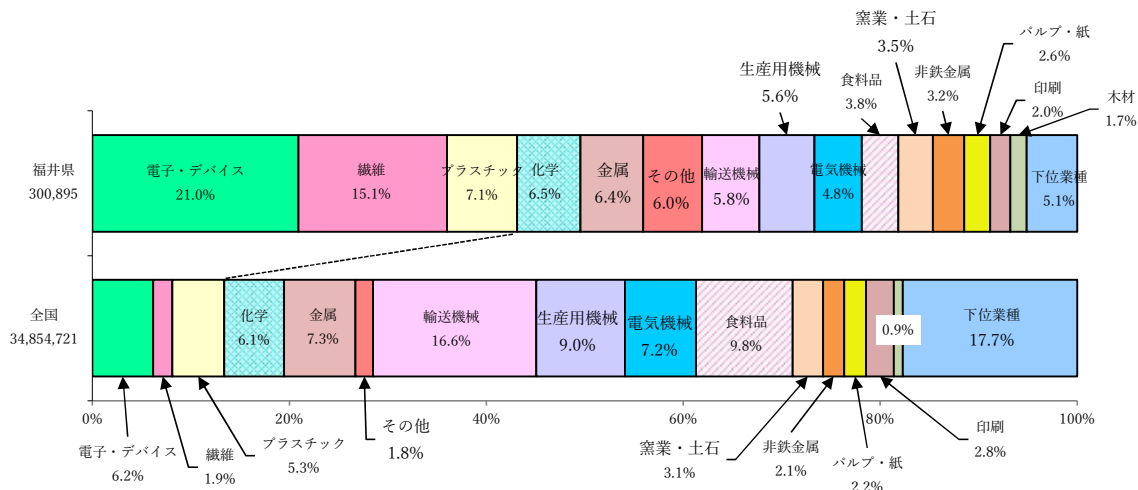 窯業・土石
3.5%
パルプ・紙
2.6%
生産用機械
5.6%
食料品
3.8%
非鉄金属
3.2%
印刷
2.0%
木材
1.7%
福井県
300,895
電子・デバイス
21.0%
繊維
15.1%
プラスチック
7.1%
化学
6.5%
金属
6.4%
その他
6.0%
輸送機械
5.8%
電気機械
4.8%
下位業種
5.1%
全国
34,854,721
化学
6.1%
金属
7.3%
輸送機械
16.6%
生産用機械
9.0%
電気機械
7.2%
食料品
9.8%
0.9%
下位業種
17.7%
0%
20%
40%
60%
80%
100%
電子・デバイス
6.2%
繊維
1.9%
プラスチック
5.3%
その他
1.8%
窯業・土石
3.1%
非鉄金属
2.1%
パルプ・紙
2.2%
印刷
2.8%